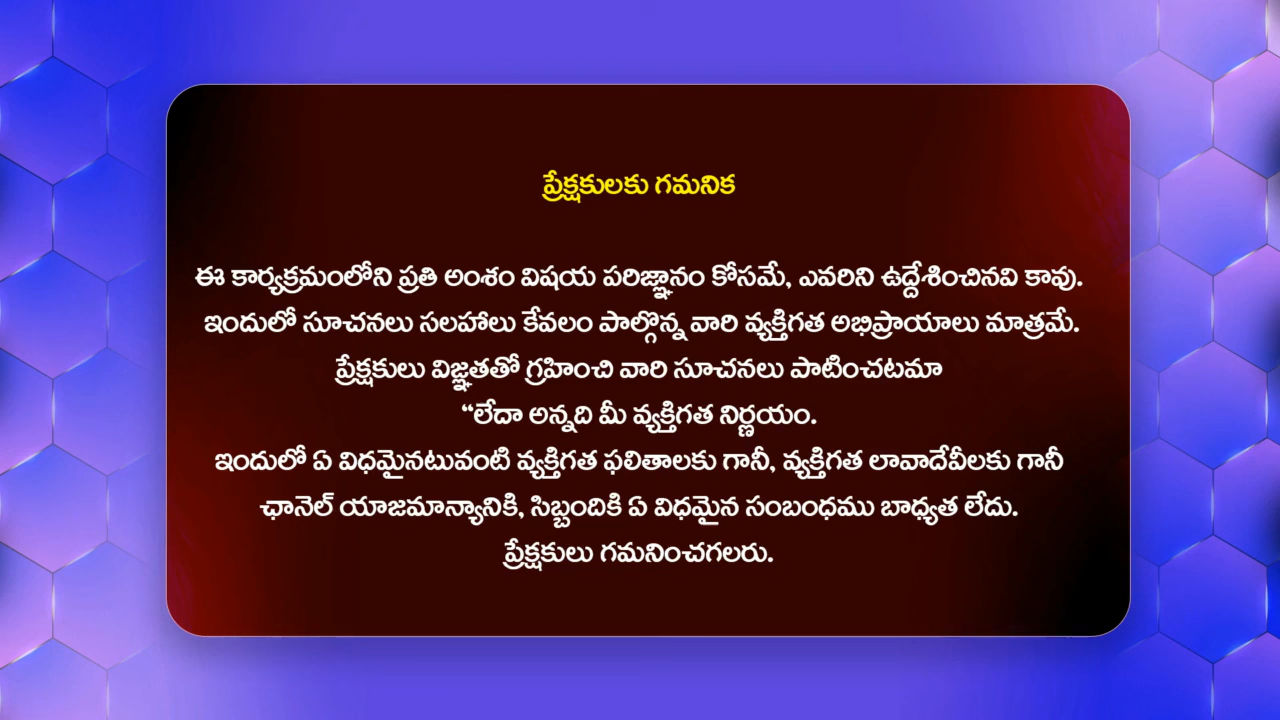 ప్రేక్షకులకు గమనిక
ఈ కార్యక్రమంలోని ప్రతి అంశం విషయ పరిజ్ఞానం కోసమే, ఎవరిని ఉద్దేశించినవి కావు.
ఇందులో సూచనలు సలహాలు కేవలం పాల్గొన్న వారి వ్యక్తిగత అభిప్రాయాలు మాత్రమే.
ప్రేక్షకులు విజ్ఞతతో గ్రహించి వారి సూచనలు పాటించటమా
“లేదా అన్నది మీ వ్యక్తిగత నిర్ణయం.
ఇందులో ఏ విధమైనటువంటి వ్యక్తిగత ఫలితాలకు గానీ, వ్యక్తిగత లావాదేవీలకు గానీ
ఛానెల్ యాజమాన్యానికి, సిబ్బందికి ఏ విధమైన సంబంధము బాధ్యత లేదు.
ప్రేక్షకులు గమనించగలరు.